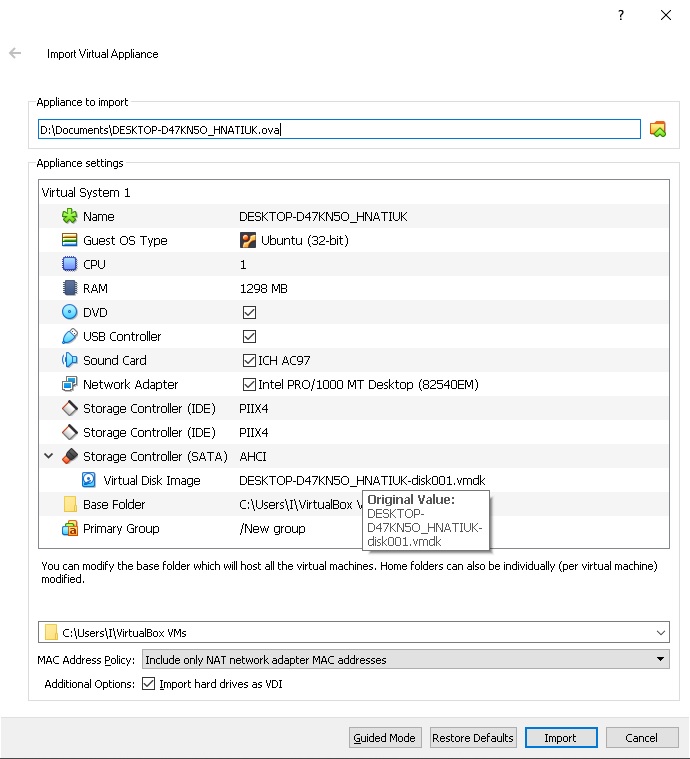 ?
Import Virtual Appliance
Appliance to import
D:\Documents\DESKTOP-D47KN5O_HNATIUK.ova
Appliance settings
Virtual System 1
Name DESKTOP-D47KN5O_HNATIUK
Guest OS Type Ubuntu (32-bit)
CPU 1
RAM 1298 MB
DVD
USB Controller
Sound Card ICH AC97
Network Adapter Intel PRO/1000 MT Desktop (82540EM)
Storage Controller (IDE) PIIX4
Storage Controller (IDE) PIIX4
Storage Controller (SATA) AHCI
Virtual Disk Image DESKTOP-D47KN5O_HNATIUK-disk001.vmdk
Base Folder C:\Users\I\VirtualBox V
Primary Group /New group
Original Value:
DESKTOP-
D47KN5O_HNATIUK-
disk001.vmdk
You can modify the base folder which will host all the virtual machines. Home folders can also be individually (per virtual machine)
modified.
C:\Users\I\VirtualBox VMs
MAC Address Policy: Include only NAT network adapter MAC addresses
Additional Options: Import hard drives as VDI
Guided Mode Restore Defaults Import Cancel